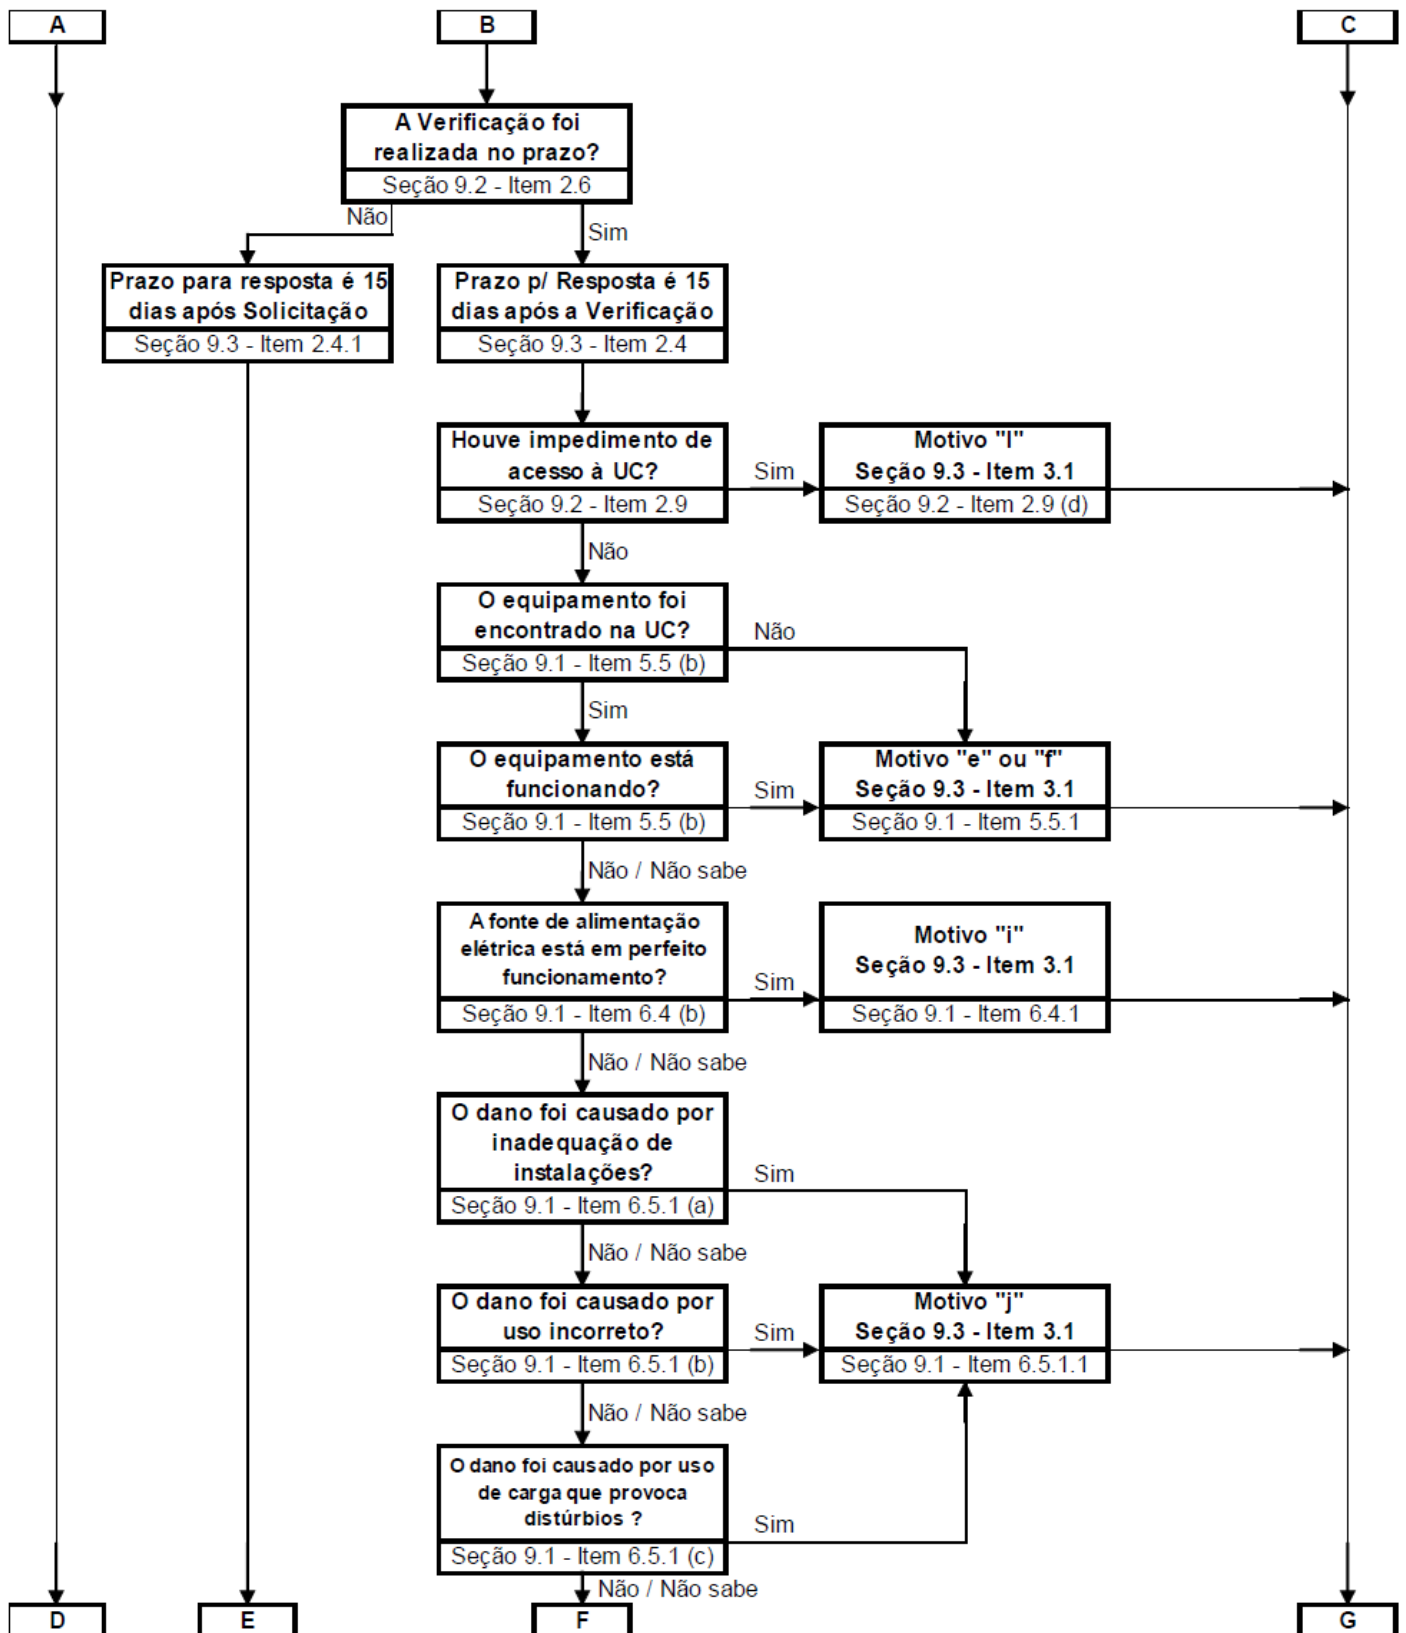 A
B
C
A Verificação foi
realizada no prazo?
Seção 9.2 - Item 2.6
Não
Sim
Prazo para resposta é 15
dias após Solicitação
Seção 9.3 - Item 2.4.1
Prazo p/ Resposta é 15
dias após a Verificação
Seção 9.3 - Item 2.4
Houve impedimento de
acesso à UC?
Seção 9.2 - Item 2.9
Sim
Motivo "l"
Seção 9.3 - Item 3.1
Seção 9.2 - Item 2.9 (d)
Não
O equipamento foi
encontrado na UC?
Seção 9.1 - Item 5.5 (b)
Não
Sim
O equipamento está
funcionando?
Seção 9.1 - Item 5.5 (b)
Sim
Motivo "e" ou "f"
Seção 9.3 - Item 3.1
Seção 9.1 - Item 5.5.1
Não / Não sabe
A fonte de alimentação
elétrica está em perfeito
funcionamento?
Seção 9.1 - Item 6.4 (b)
Sim
Motivo "i"
Seção 9.3 - Item 3.1
Seção 9.1 - Item 6.4.1
Não / Não sabe
O dano foi causado por
inadequação de
instalações?
Seção 9.1 - Item 6.5.1 (a)
Sim
Não / Não sabe
O dano foi causado por
uso incorreto?
Seção 9.1 - Item 6.5.1 (b)
Sim
Motivo "j"
Seção 9.3 - Item 3.1
Seção 9.1 - Item 6.5.1.1
Não / Não sabe
O dano foi causado por uso
de carga que provoca
distúrbios ?
Seção 9.1 - Item 6.5.1 (c)
Sim
Não / Não sabe
D
E
F
G